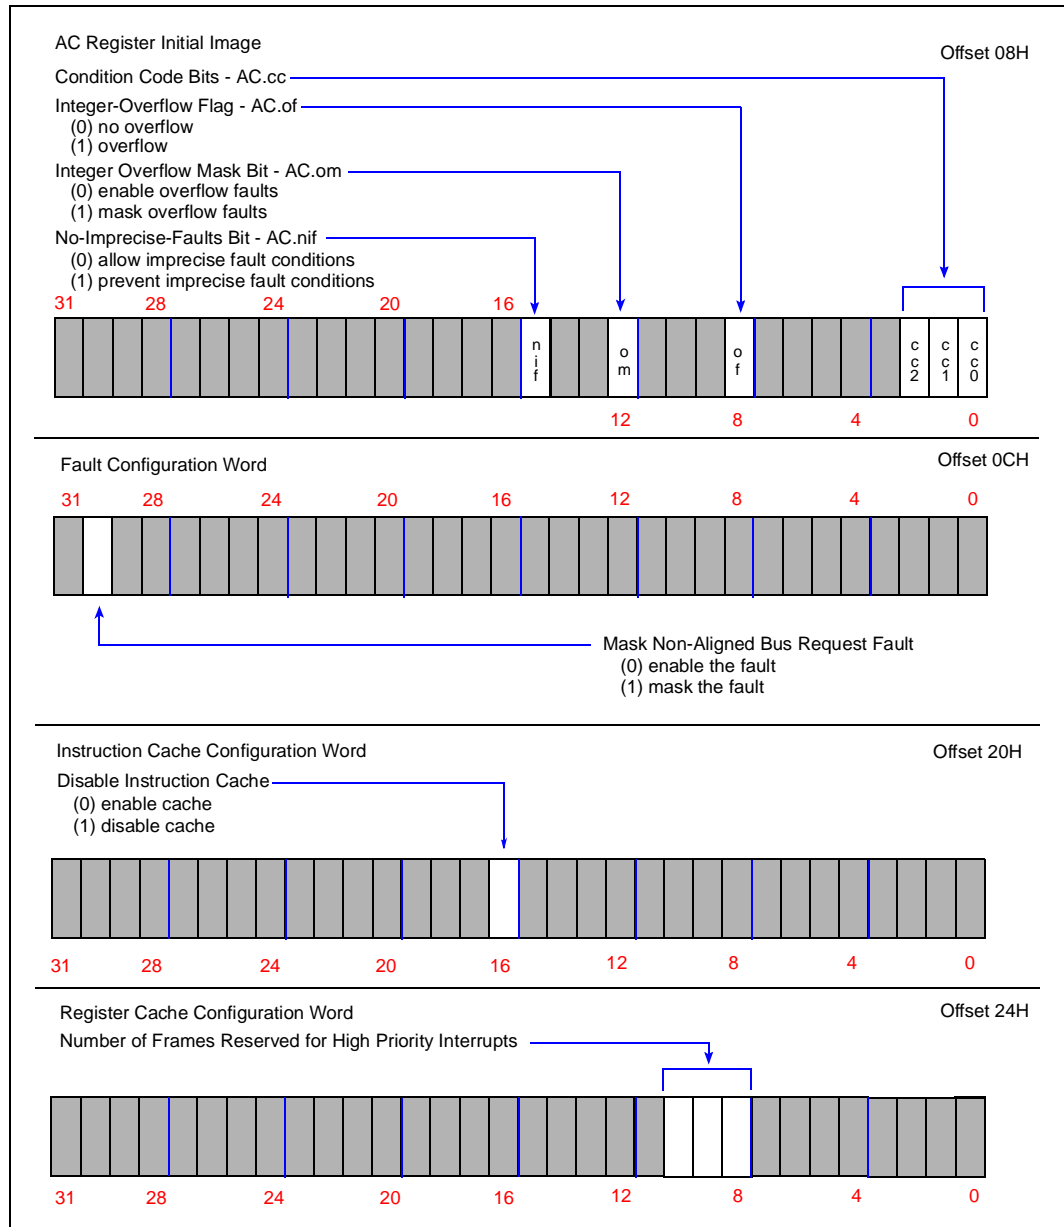 AC Register Initial Image
Offset 08H
Condition Code Bits - AC.cc
Integer-Overflow Flag - AC.of
(0) no overflow
(1) overflow
Integer Overflow Mask Bit - AC.om
(0) enable overflow faults
(1) mask overflow faults
No-Imprecise-Faults Bit - AC.nif
(0) allow imprecise fault conditions
(1) prevent imprecise fault conditions
31 28 24 20 16
nif om of cc2 cc1 cc0
12 8 4 0
Fault Configuration Word
Offset 0CH
31 28 24 20 16 12 8 4 0
Mask Non-Aligned Bus Request Fault
(0) enable the fault
(1) mask the fault
Instruction Cache Configuration Word
Offset 20H
Disable Instruction Cache
(0) enable cache
(1) disable cache
31 28 24 20 16 12 8 4 0
Register Cache Configuration Word
Offset 24H
Number of Frames Reserved for High Priority Interrupts
31 28 24 20 16 12 8 4 0